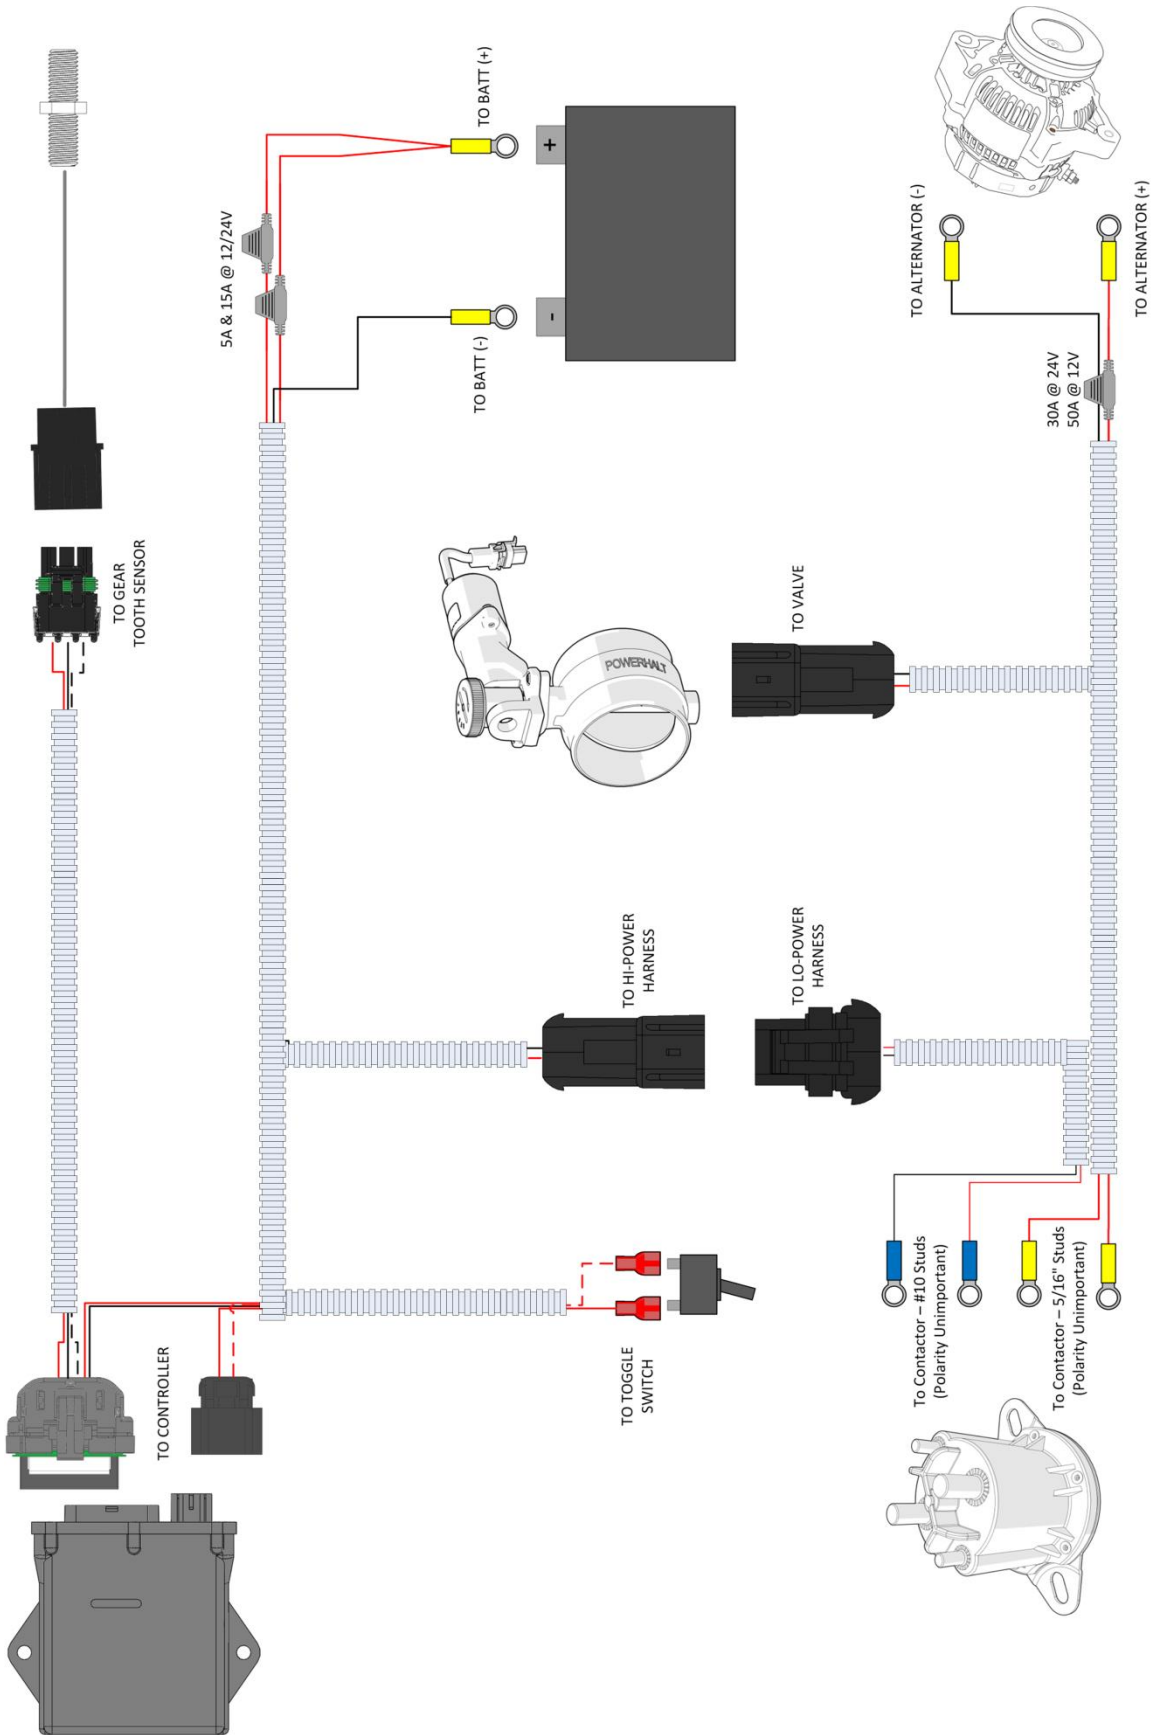 TO GEAR
TOOTH SENSOR
TO CONTROLLER
5A & 15A @ 12/24V
TO BATT (+)
TO BATT (-)
+
-
TO TOGGLE
SWITCH
TO HI-POWER
HARNESS
TO LO-POWER
HARNESS
POWERHALT
TO VALVE
TO ALTERNATOR (-)
TO ALTERNATOR (+)
30A @ 24V
50A @ 12V
To Contactor – #10 Studs
(Polarity Unimportant)
To Contactor – 5/16" Studs
(Polarity Unimportant)